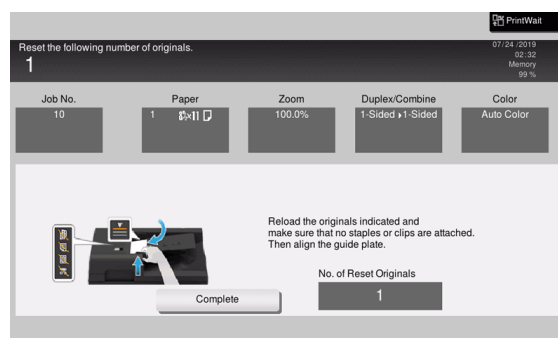 PrintWait
Reset the following number of originals.
1
07/24 /2019
02:32
Memory
99 %
Job No.
Paper
Zoom
Duplex/Combine
Color
10
1 8½×11
100.0%
1-Sided ▸1-Sided
Auto Color
Reload the originals indicated and
make sure that no staples or clips are attached.
Then align the guide plate.
No. of Reset Originals
1
Complete